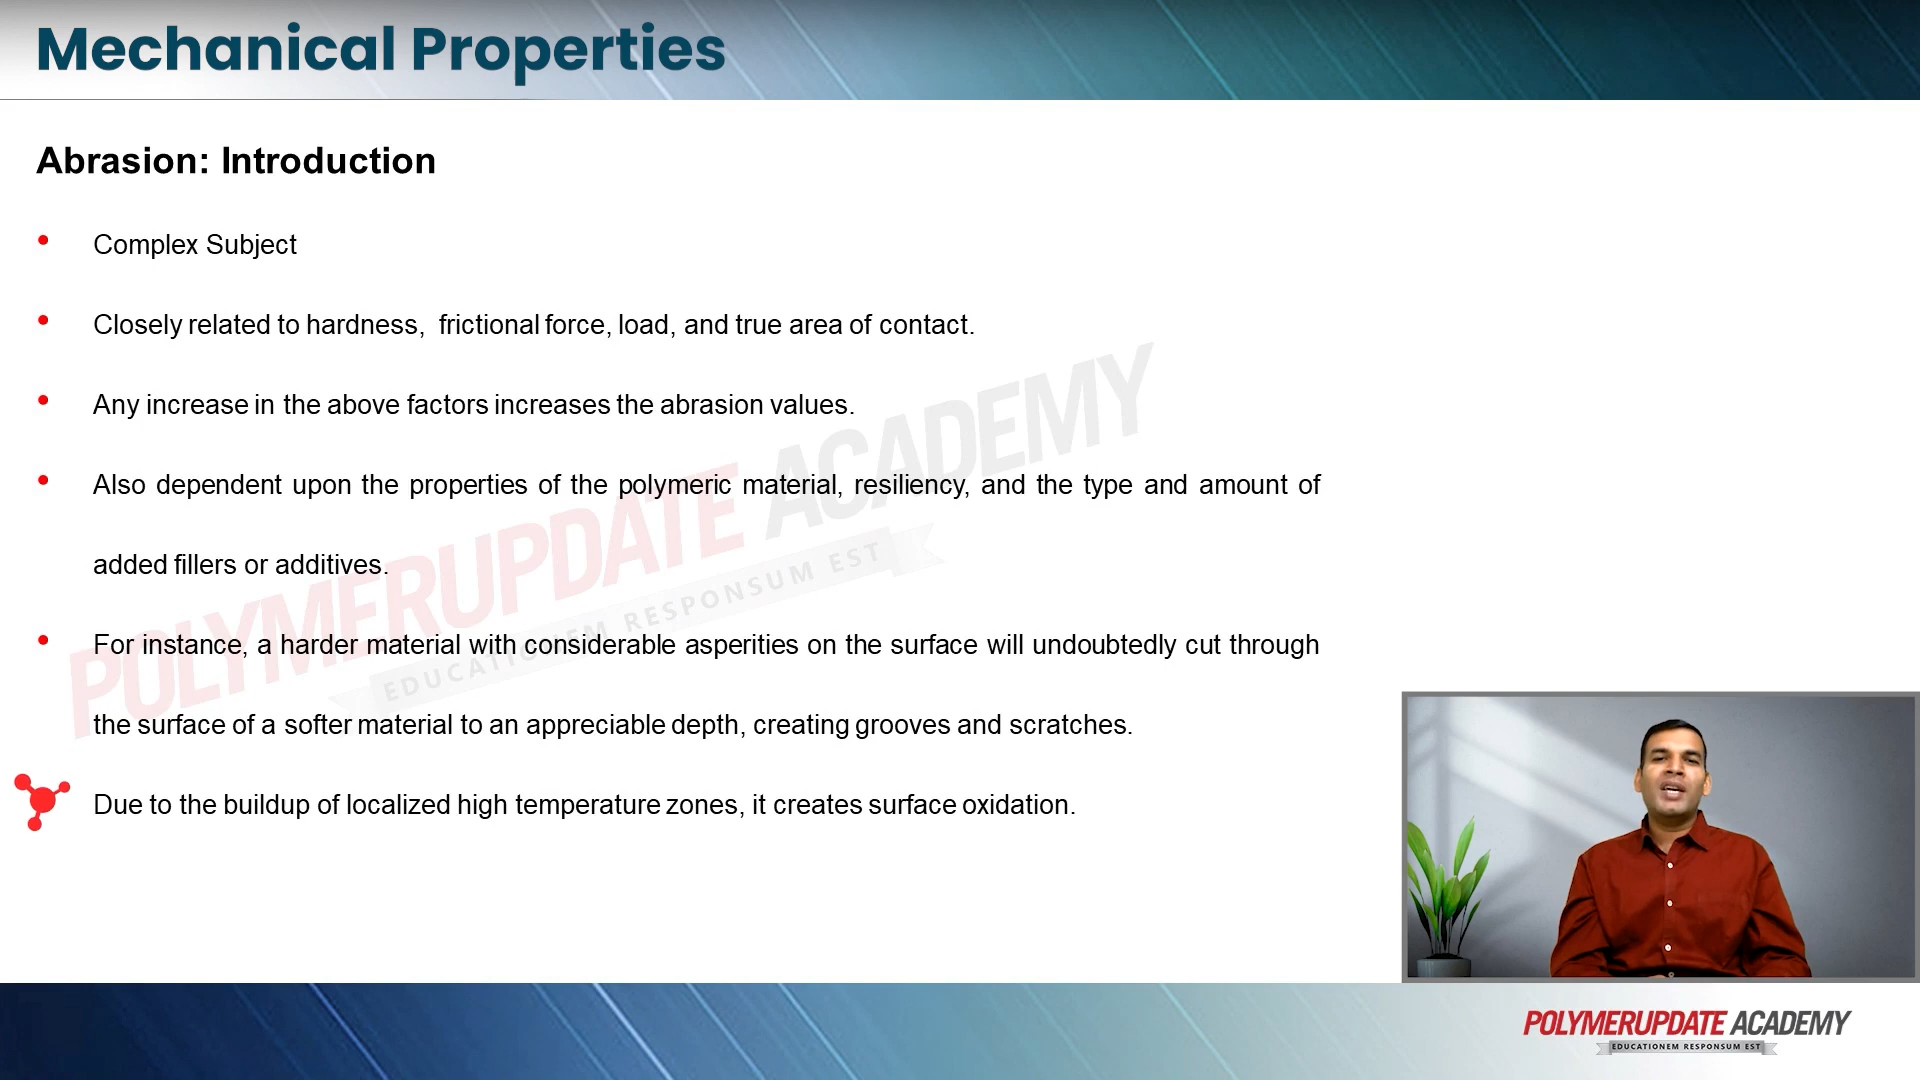 Mechanical Properties
Abrasion: Introduction
• Complex Subject
• Closely related to hardness, frictional force, load, and true area of contact.
• Any increase in the above factors increases the abrasion values.
• Also dependent upon the properties of the polymeric material, resiliency, and the type and amount of
added fillers or additives.
• For instance, a harder material with considerable asperities on the surface will undoubtedly cut through
the surface of a softer material to an appreciable depth, creating grooves and scratches.
Due to the buildup of localized high temperature zones, it creates surface oxidation.
POLYMERUPDATE ACADEMY
EDUCATIONEM RESPONSUM EST
POLYMERUPDATE ACADEMY
EDUCATIONEM RESPONSUM EST